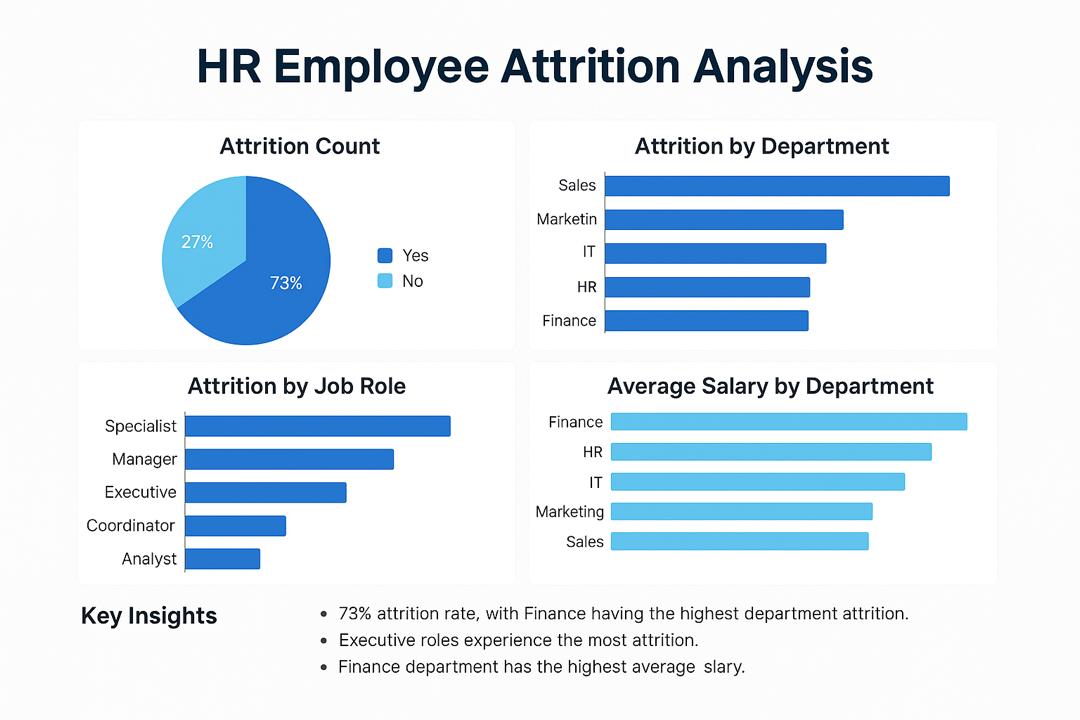 HR Employee Attrition Analysis
Attrition Count
27%
73%
Yes
No
Attrition by Department
Sales
Marketin
IT
HR
Finance
Attrition by Job Role
Specialist
Manager
Executive
Coordinator
Analyst
Average Salary by Department
Finance
HR
IT
Marketing
Sales
Key Insights
• 73% attrition rate, with Finance having the highest department attrition.
• Executive roles experience the most attrition.
• Finance department has the highest average slary.